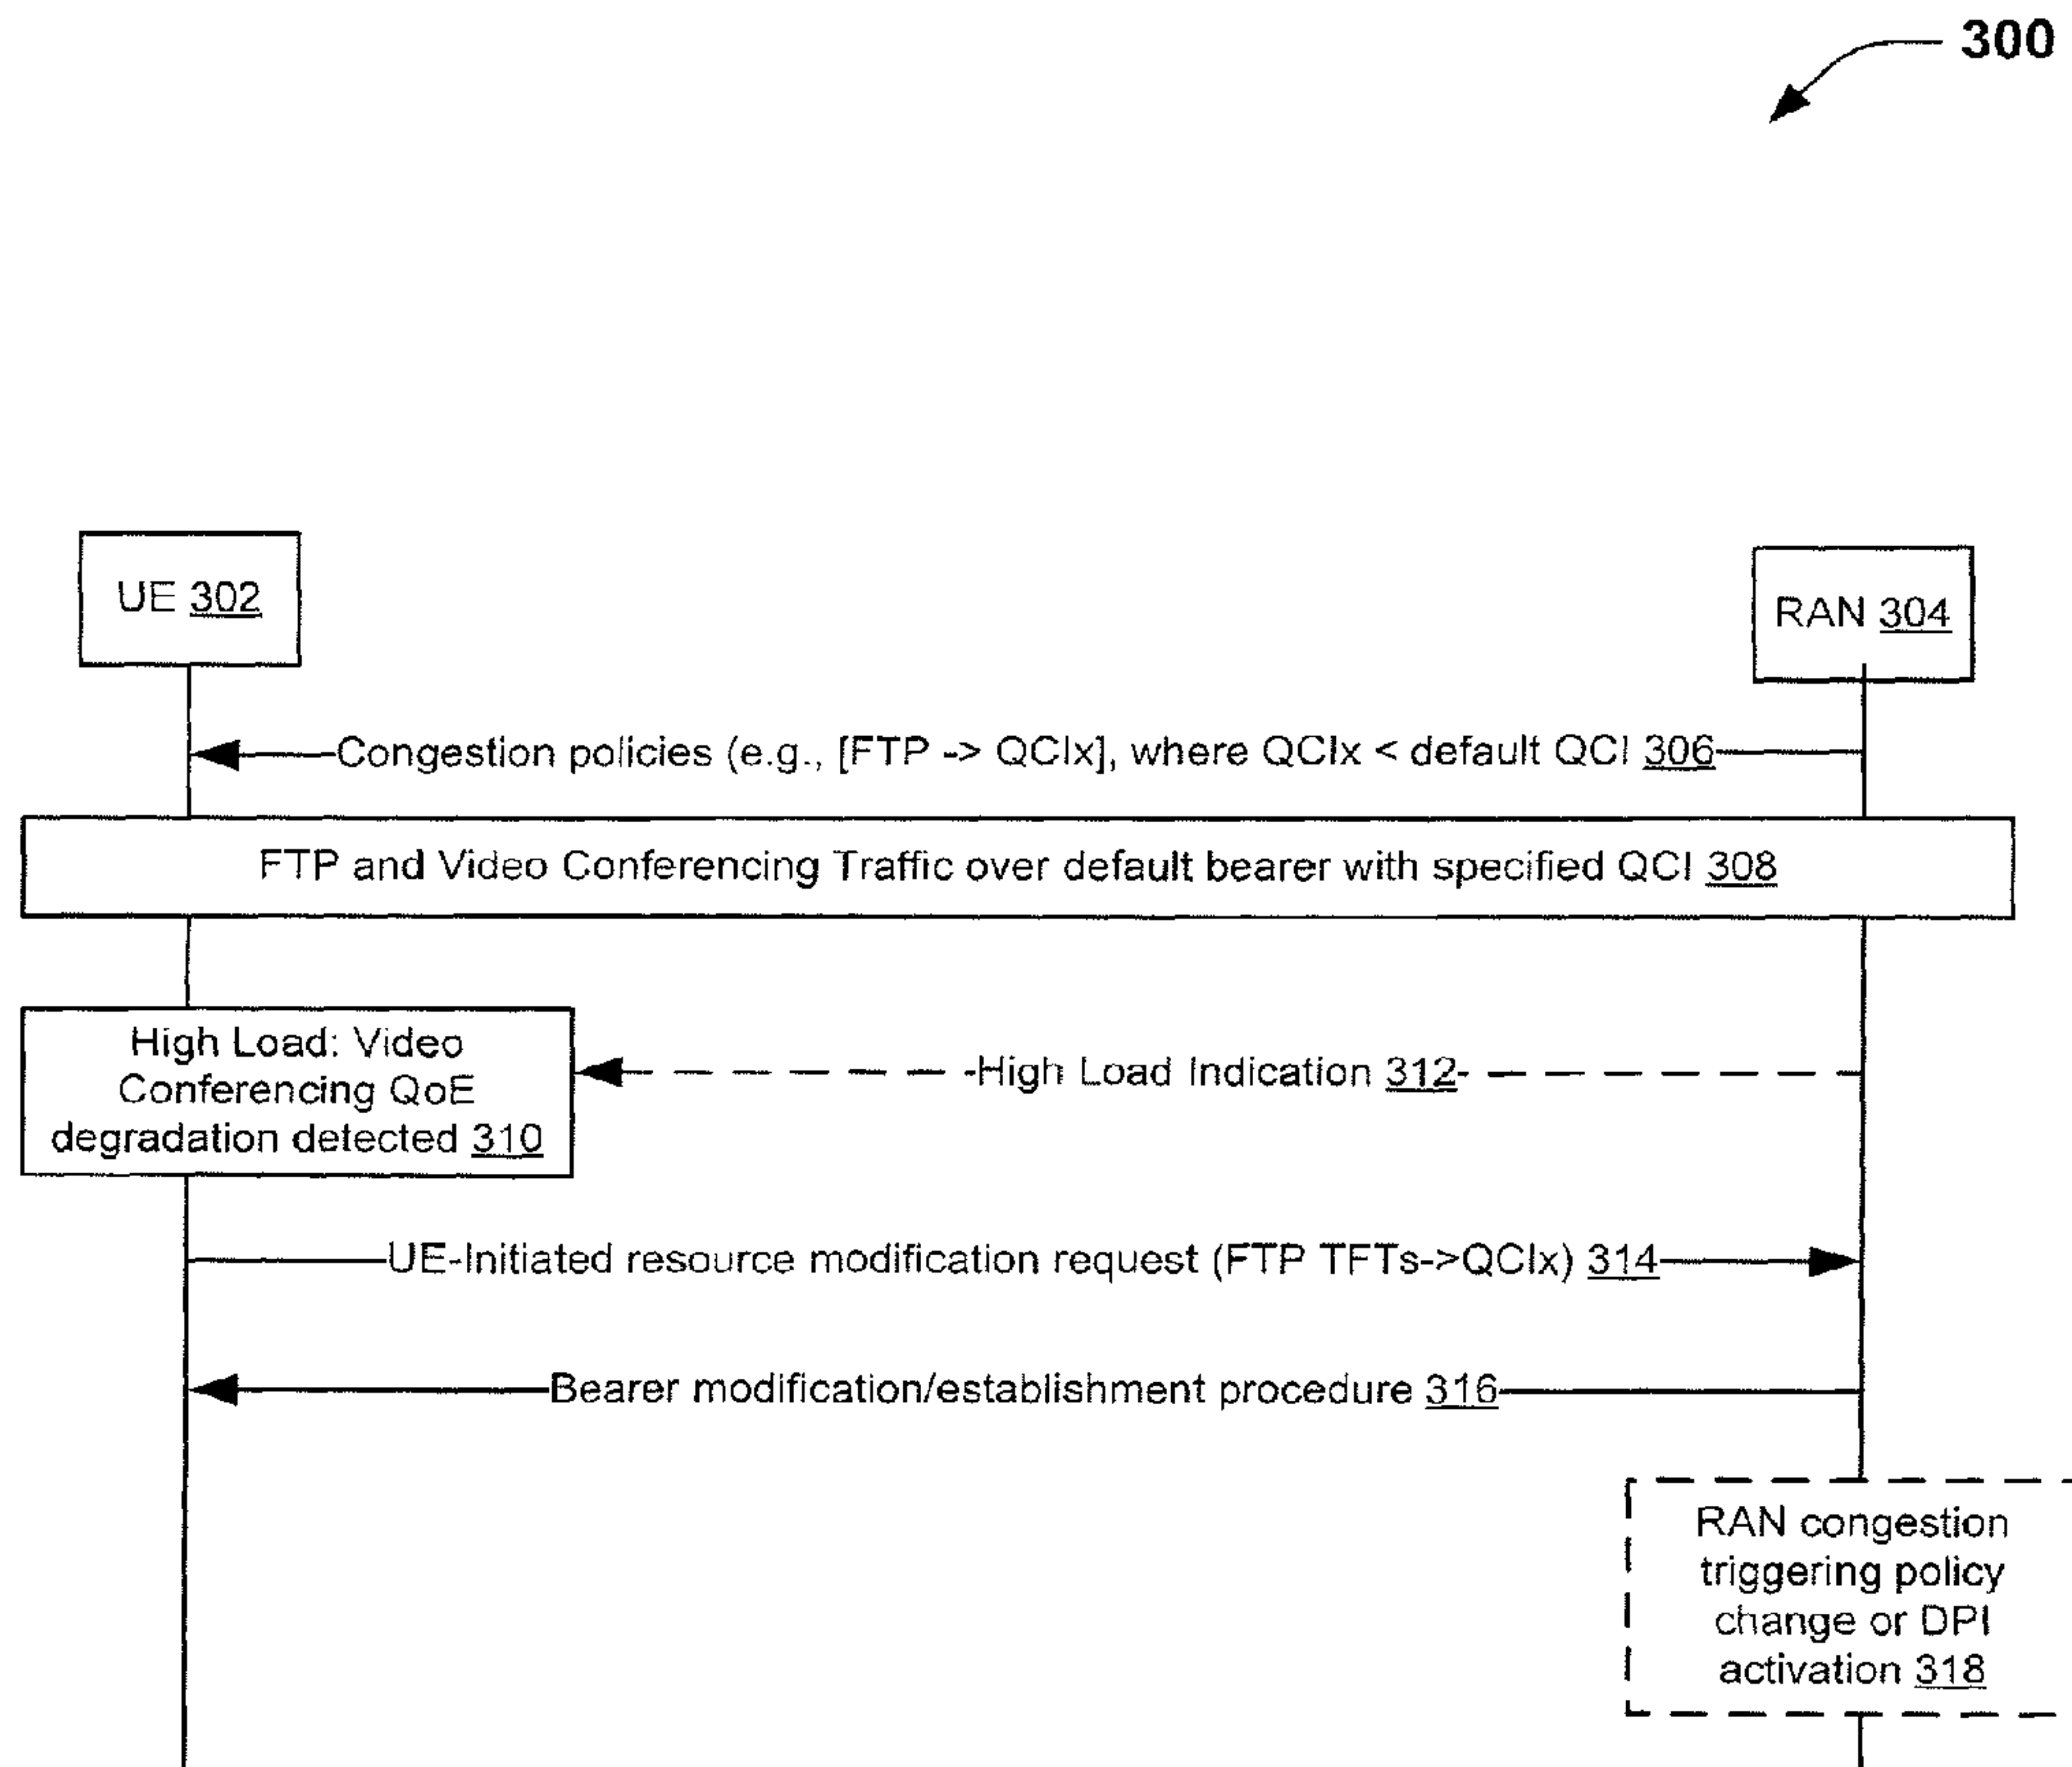 300
UE 302
RAN 304
Congestion policies (e.g., [FTP -> QCIx], where QCIx < default QCI 306
FTP and Video Conferencing Traffic over default bearer with specified QCI 308
High Load: Video
Conferencing QoE
degradation detected 310
High Load Indication 312
UE-Initiated resource modification request (FTP TFTs->QCIx) 314
Bearer modification/establishment procedure 316
RAN congestion
triggering policy
change or DPI
activation 318